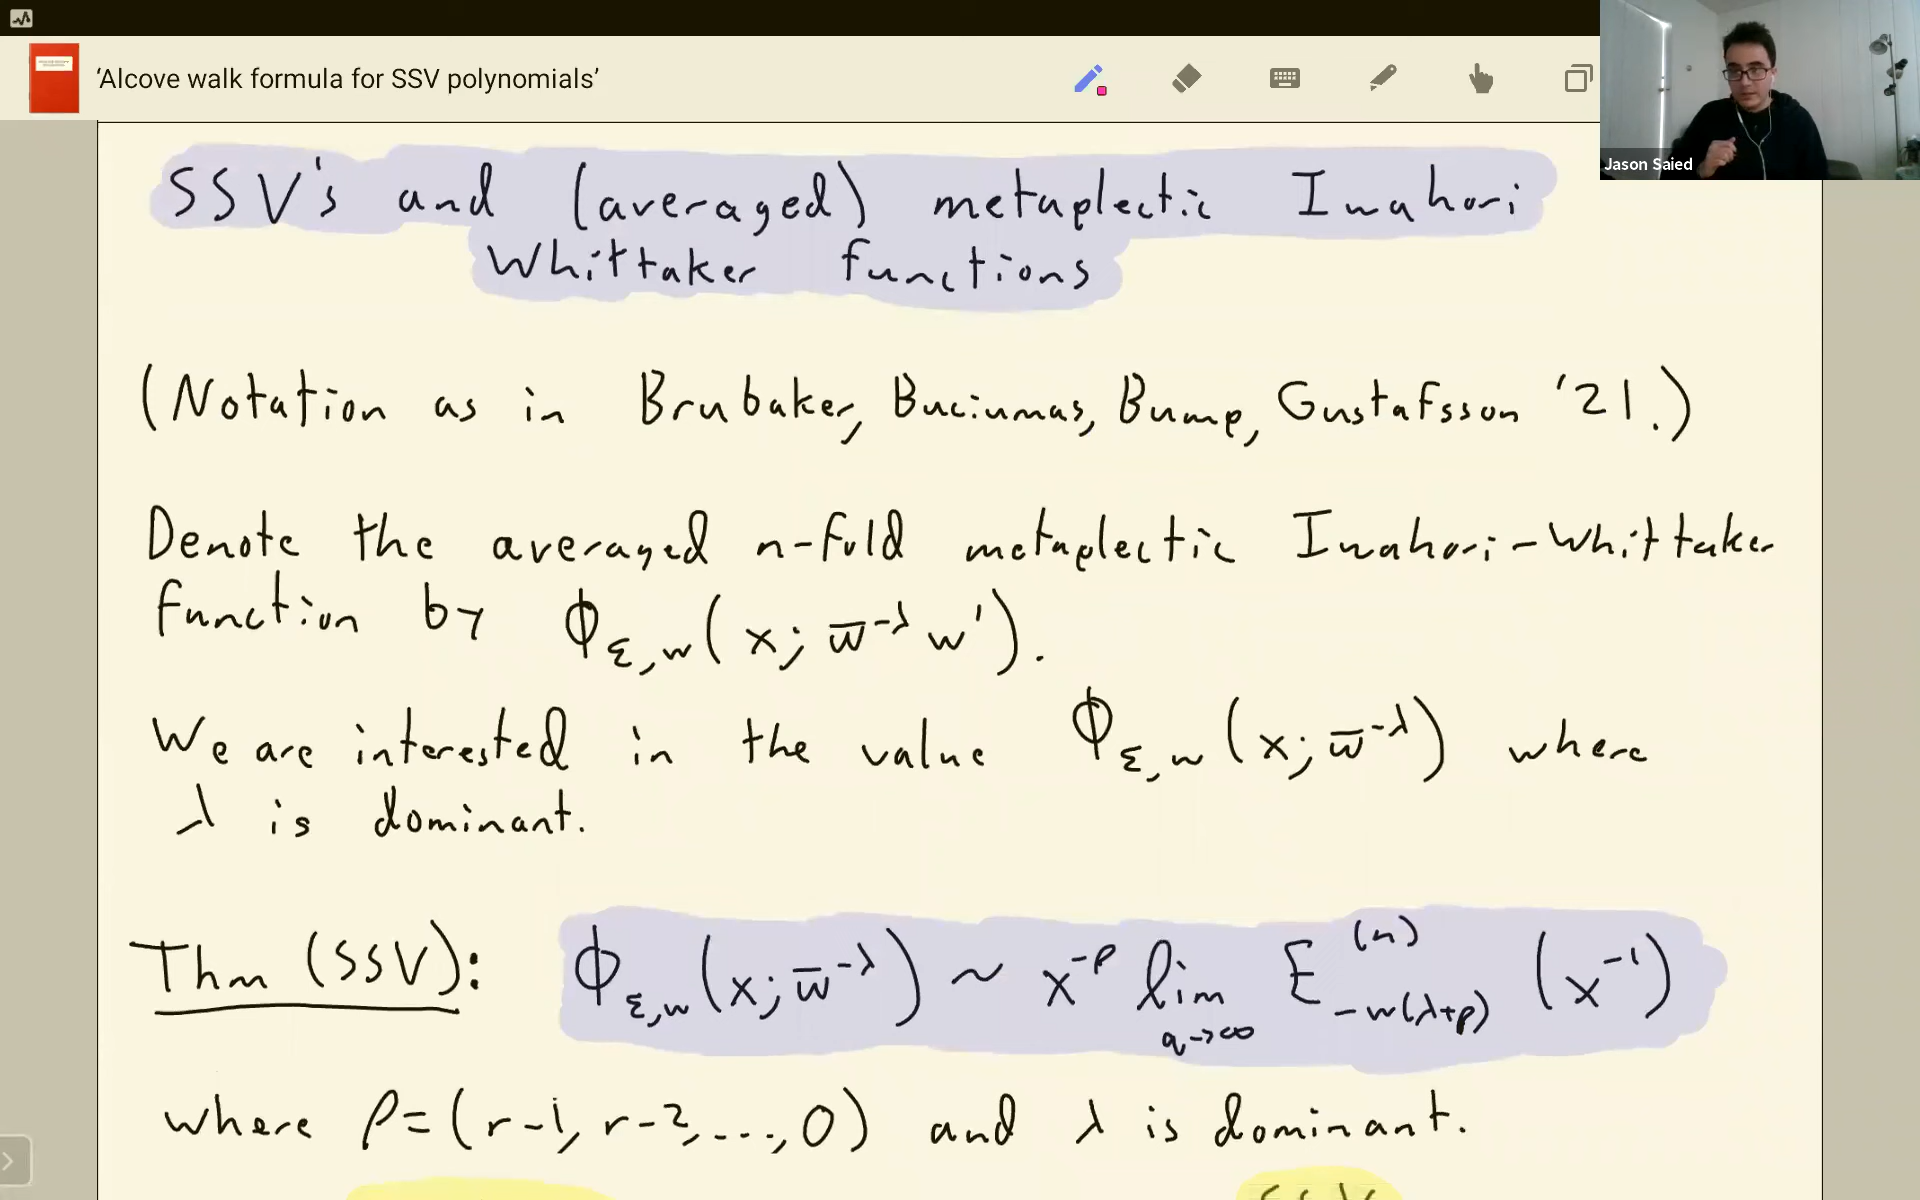 'Alcove walk formula for SSV polynomials'
Jason Saied
SSV's and (averaged) metaplectic Iwahori
Whittaker functions
(Notation as in Brubaker, Buciumas, Bump, Gustafsson '21.)
Denote the averaged n-fold metaplectic Iwahori-Whittaker
function by ϕ_{ξ,w}(x; ϖ^{-λ} w').
We are interested in the value ϕ_{ξ,w}(x; ϖ^{-λ}) where
λ is dominant.
Thm (SSV): ϕ_{ξ,w}(x; ϖ^{-λ}) ~ x^{-ρ} lim_{q→∞} E^{(n)}_{-w(λ+ρ)} (x^{-1})
where ρ=(r-1, r-2,...,0) and λ is dominant.